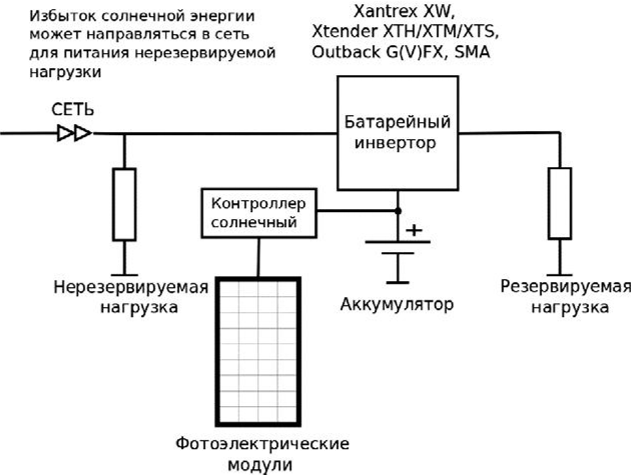 Избыток солнечной энергии
может направляться в сеть
для питания нерезервируемой
нагрузки
Xantrex XW,
Xtender XTH/XTM/XTS,
Outback G(V)FX, SMA
СЕТЬ
Батарейный
инвертор
Контроллер
солнечный
+
Нерезервируемая
нагрузка
Аккумулятор
Резервируемая
нагрузка
Фотоэлектрические
модули